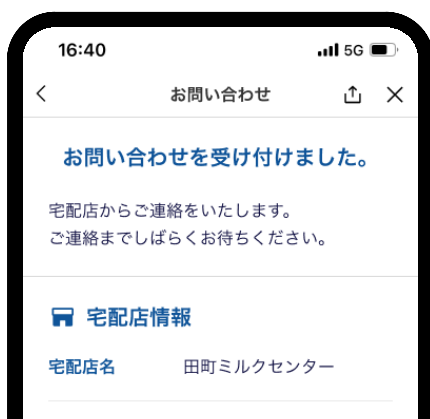 16:40 5G
お問い合わせ
お問い合わせを受け付けました。
宅配店からご連絡をいたします。
ご連絡までしばらくお待ちください。
宅配店情報
宅配店名 田町ミルクセンター